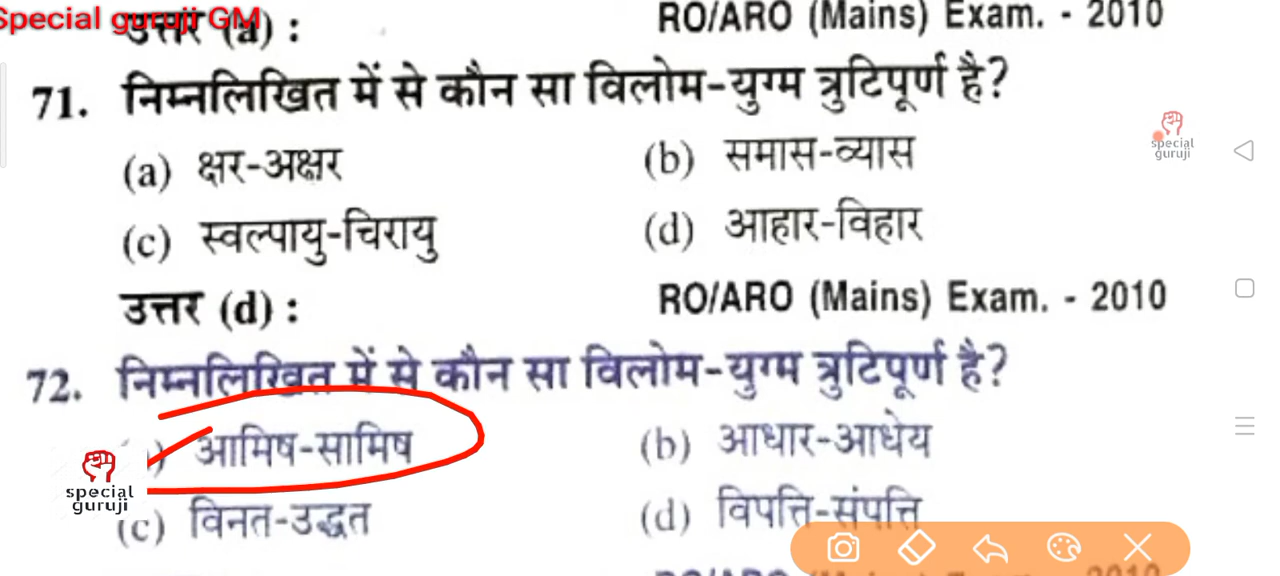 Special guruji GM
उत्तर (a) :
RO/ARO (Mains) Exam. - 2010
71. निम्नलिखित में से कौन सा विलोम-युग्म त्रुटिपूर्ण है?
(a) क्षर-अक्षर (b) समास-व्यास
special
guruji
(c) स्वल्पायु-चिरायु (d) आहार-विहार
उत्तर (d) : RO/ARO (Mains) Exam. - 2010
72. निम्नलिखित में से कौन सा विलोम-युग्म त्रुटिपूर्ण है?
आमिष-सामिष (b) आधार-आधेय
special
guruji
(c) विनत-उद्धत (d) विपत्ति-संपत्ति